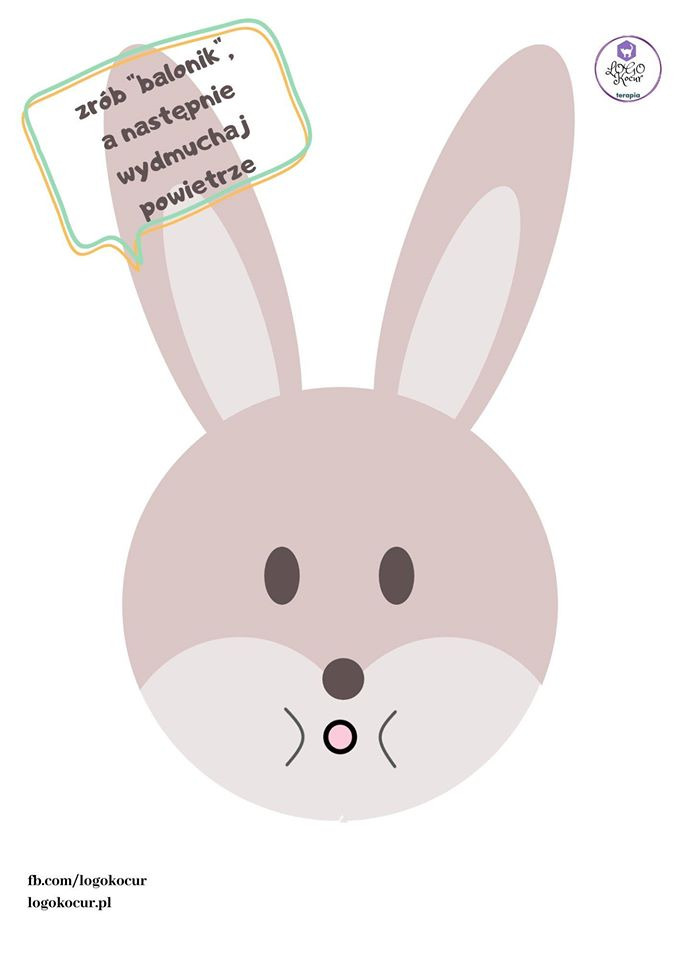 zrób "balonik",
a następnie
wydmuchaj
powietrze
LOGO
Kocur
terapia
fb.com/logokocur
logokocur.pl